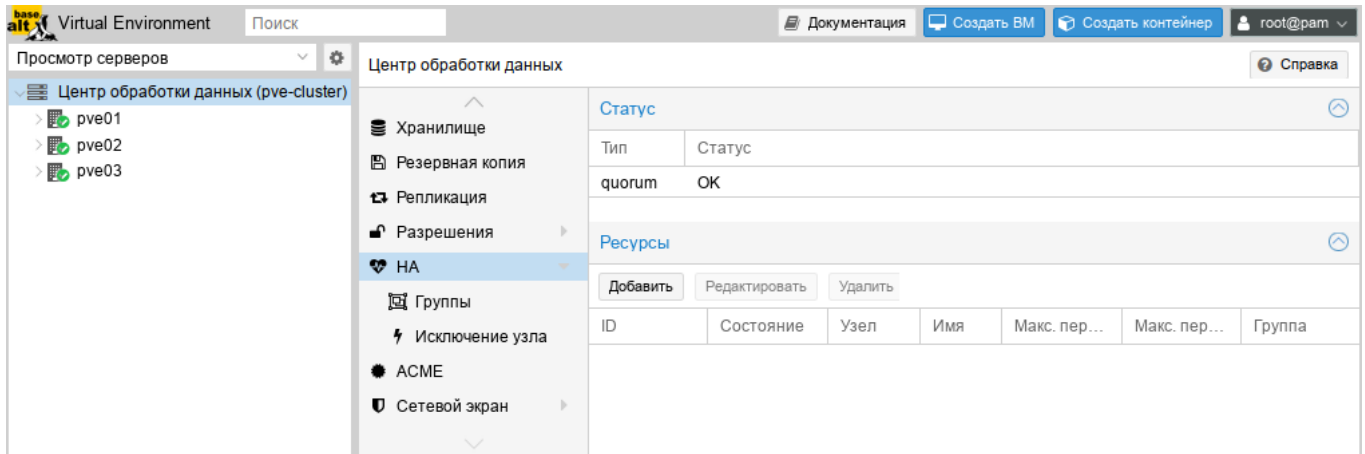 base alt Virtual Environment Поиск Документация Создать ВМ Создать контейнер root@pam
Просмотр серверов
Центр обработки данных (pve-cluster)
pve01
pve02
pve03
Центр обработки данных Справка
Хранилище
Резервная копия
Репликация
Разрешения
HA
Группы
Исключение узла
ACME
Сетевой экран
Статус
Тип Статус
quorum OK
Ресурсы
Добавить Редактировать Удалить
ID Состояние Узел Имя Макс. пер... Макс. пер... Группа